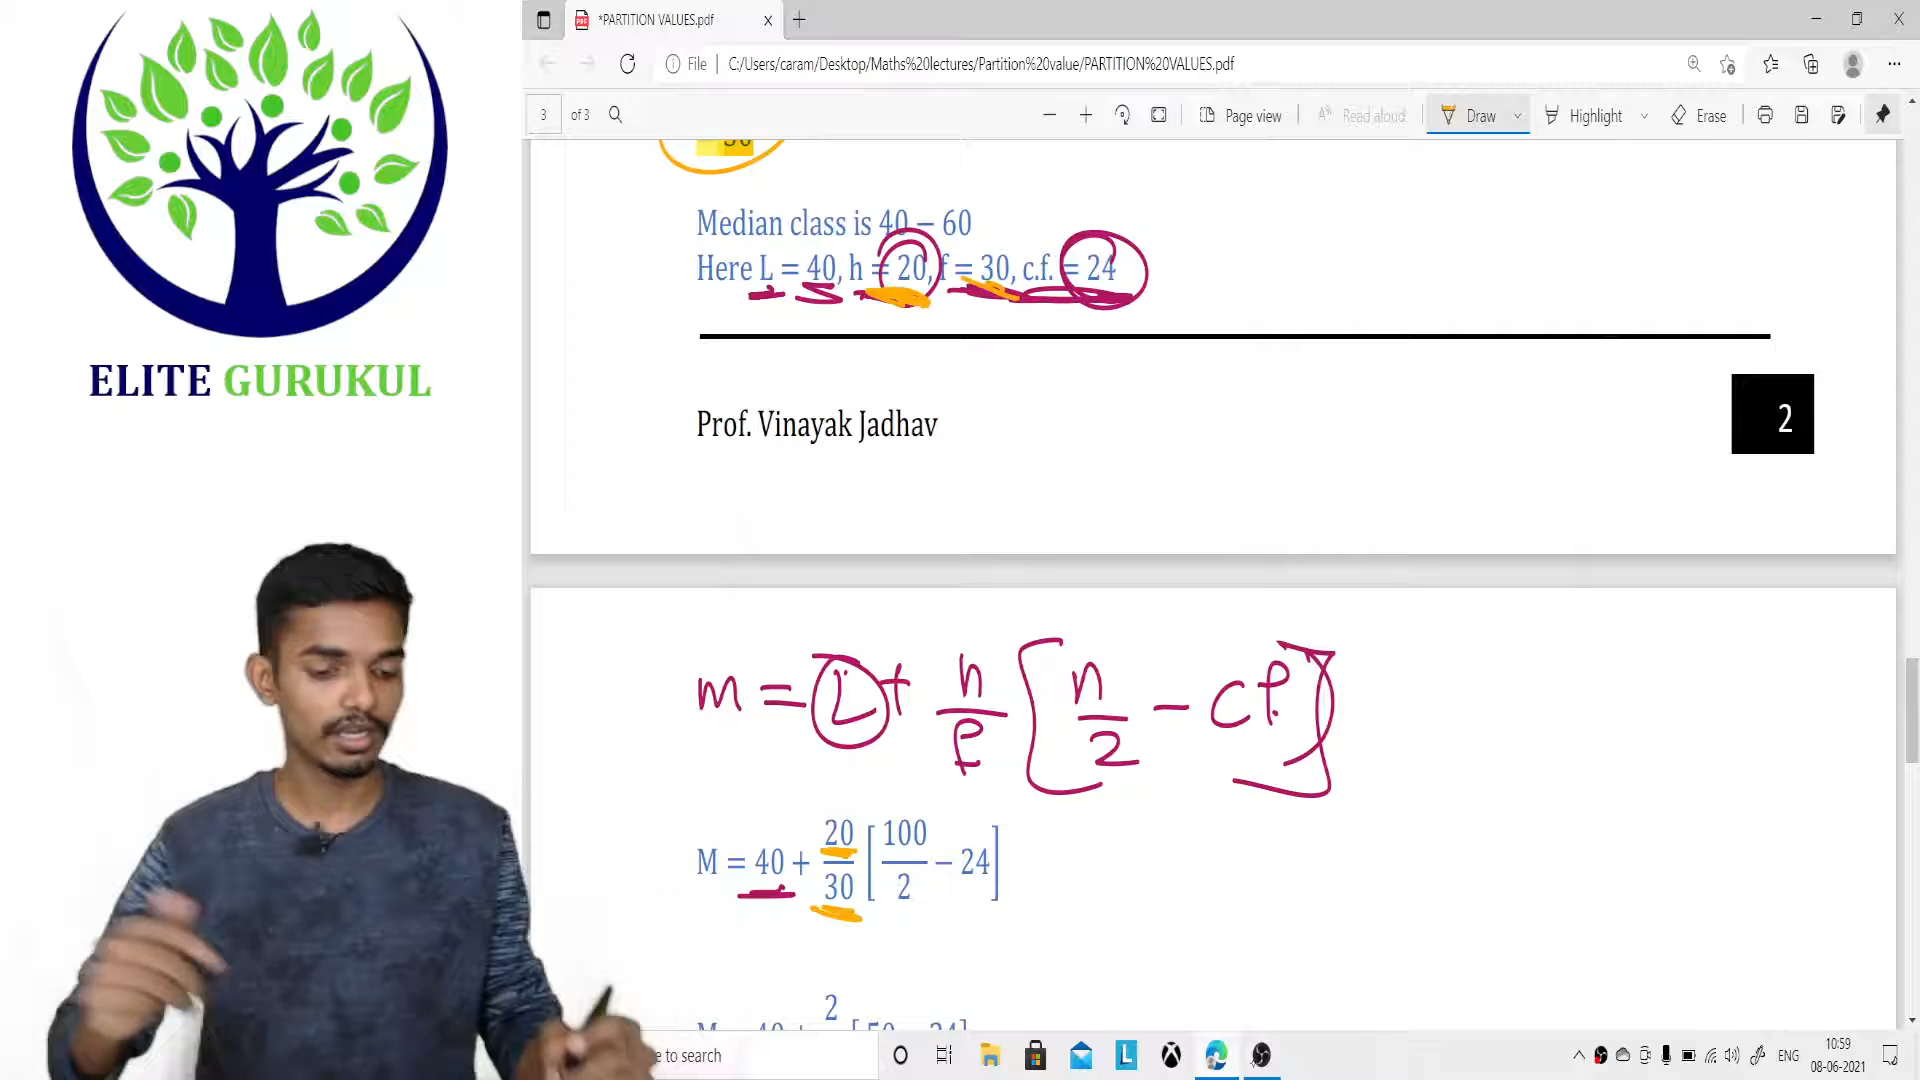 *PARTITION VALUES.pdf
File
C:/Users/caram/Desktop/Maths%20lectures/Partition%20value/PARTITION%20VALUES.pdf
3 of 3
Page view
Read aloud
Draw
Highlight
Erase
ELITE GURUKUL
Median class is 40 – 60
Here L = 40, h = 20, f = 30, c.f. = 24
Prof. Vinayak Jadhav
2
m = L + h/f [n/2 - cf]
M = 40 + 20/30 [100/2 − 24]
to search
ENG
10:59
08-06-2021